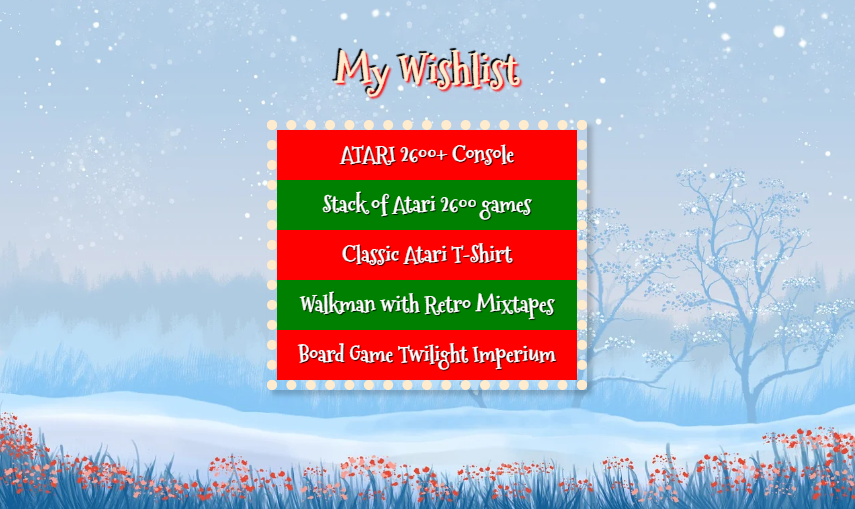 My Wishlist
ATARI 2600+ Console
Stack of Atari 2600 games
Classic Atari T-Shirt
Walkman with Retro Mixtapes
Board Game Twilight Imperium